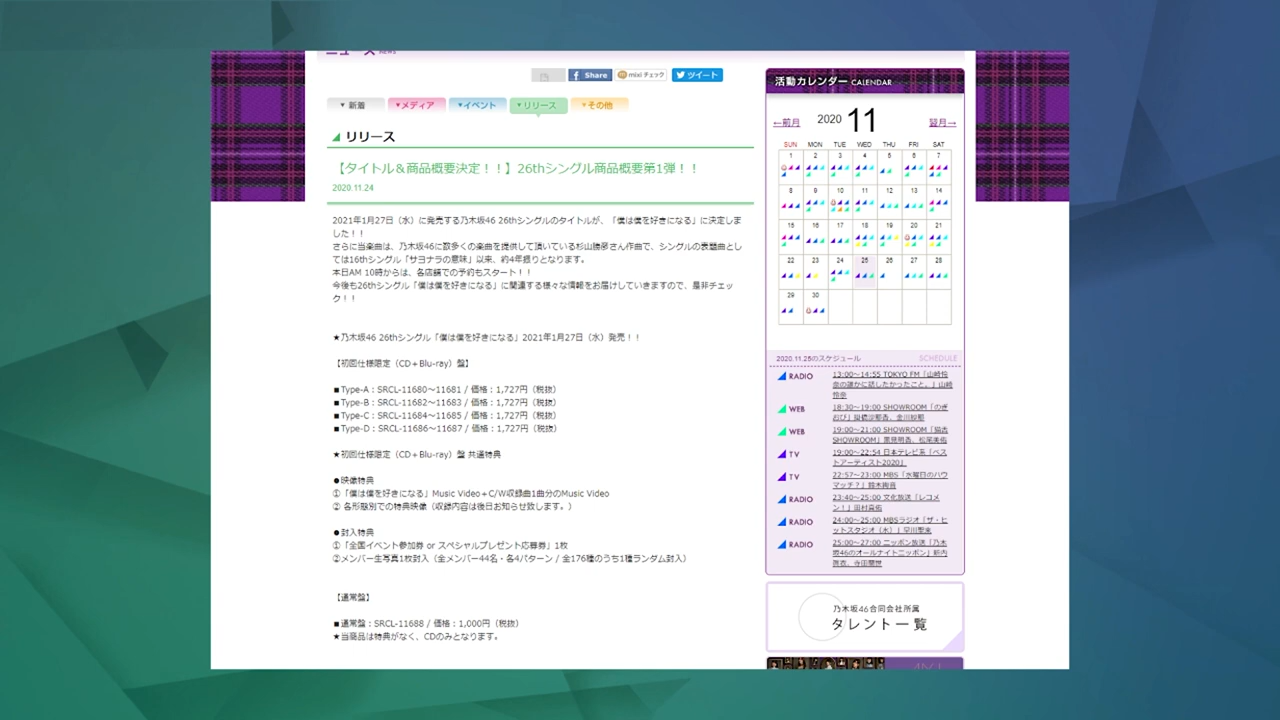 ニュース NEWS
Share
mixi チェック
ツイート
▼新着
▼メディア
▼イベント
▼リリース
▼その他
リリース
【タイトル＆商品概要決定！！】26thシングル商品概要第1弾！！
2020.11.24
2021年1月27日（水）に発売する乃木坂46 26thシングルのタイトルが、「僕は僕を好きになる」に決定しま
した！！
さらに当楽曲は、乃木坂46に数多くの楽曲を提供して頂いている杉山勝彦さん作曲で、シングルの表題曲とし
ては16thシングル「サヨナラの意味」以来、約4年振りとなります。
本日AM 10時からは、各店舗での予約もスタート！！
今後も26thシングル「僕は僕を好きになる」に関連する様々な情報をお届けしていきますので、是非チェッ
ク！！
★乃木坂46 26thシングル「僕は僕を好きになる」2021年1月27日（水）発売！！
【初回仕様限定（CD＋Blu-ray）盤】
■Type-A：SRCL-11680～11681 / 価格：1,727円（税抜）
■Type-B：SRCL-11682～11683 / 価格：1,727円（税抜）
■Type-C：SRCL-11684～11685 / 価格：1,727円（税抜）
■Type-D：SRCL-11686～11687 / 価格：1,727円（税抜）
★初回仕様限定（CD＋Blu-ray）盤 共通特典
●映像特典
①「僕は僕を好きになる」Music Video＋C/W収録曲1曲分のMusic Video
② 各形態別での特典映像（収録内容は後日お知らせ致します。）
●封入特典
①「全国イベント参加券 or スペシャルプレゼント応募券」1枚
②メンバー生写真1枚封入（全メンバー44名・各4パターン / 全176種のうち1種ランダム封入）
【通常盤】
■通常盤：SRCL-11688 / 価格：1,000円（税抜）
★当商品は特典がなく、CDのみとなります。
活動カレンダー CALENDAR
←前月
2020 11
翌月→
SUN MON TUE WED THU FRI SAT
1 2 3 4 5 6 7
8 9 10 11 12 13 14
15 16 17 18 19 20 21
22 23 24 25 26 27 28
29 30
2020.11.25のスケジュール SCHEDULE
RADIO 13:00～14:55 TOKYO FM「山崎怜
奈の誰かに話したかったこと。」山崎
怜奈
WEB 18:30～19:00 SHOWROOM「のぎ
おび」掛橋沙耶香、金川紗耶
WEB 19:00～21:00 SHOWROOM「猫舌
SHOWROOM」黒見明香、松尾美佑
TV 19:00～22:54 日本テレビ系「ベス
トアーティスト2020」
TV 22:57～23:00 MBS「水曜日のハウ
マッチ？」鈴木絢音
RADIO 23:40～25:00 文化放送「レコメ
ン！」田村真佑
RADIO 24:00～25:00 MBSラジオ「ザ・ヒ
ットスタジオ（水）」早川聖来
RADIO 25:00～27:00 ニッポン放送「乃木
坂46のオールナイトニッポン」新内
眞衣、寺田蘭世
乃木坂46合同会社所属
タレント一覧